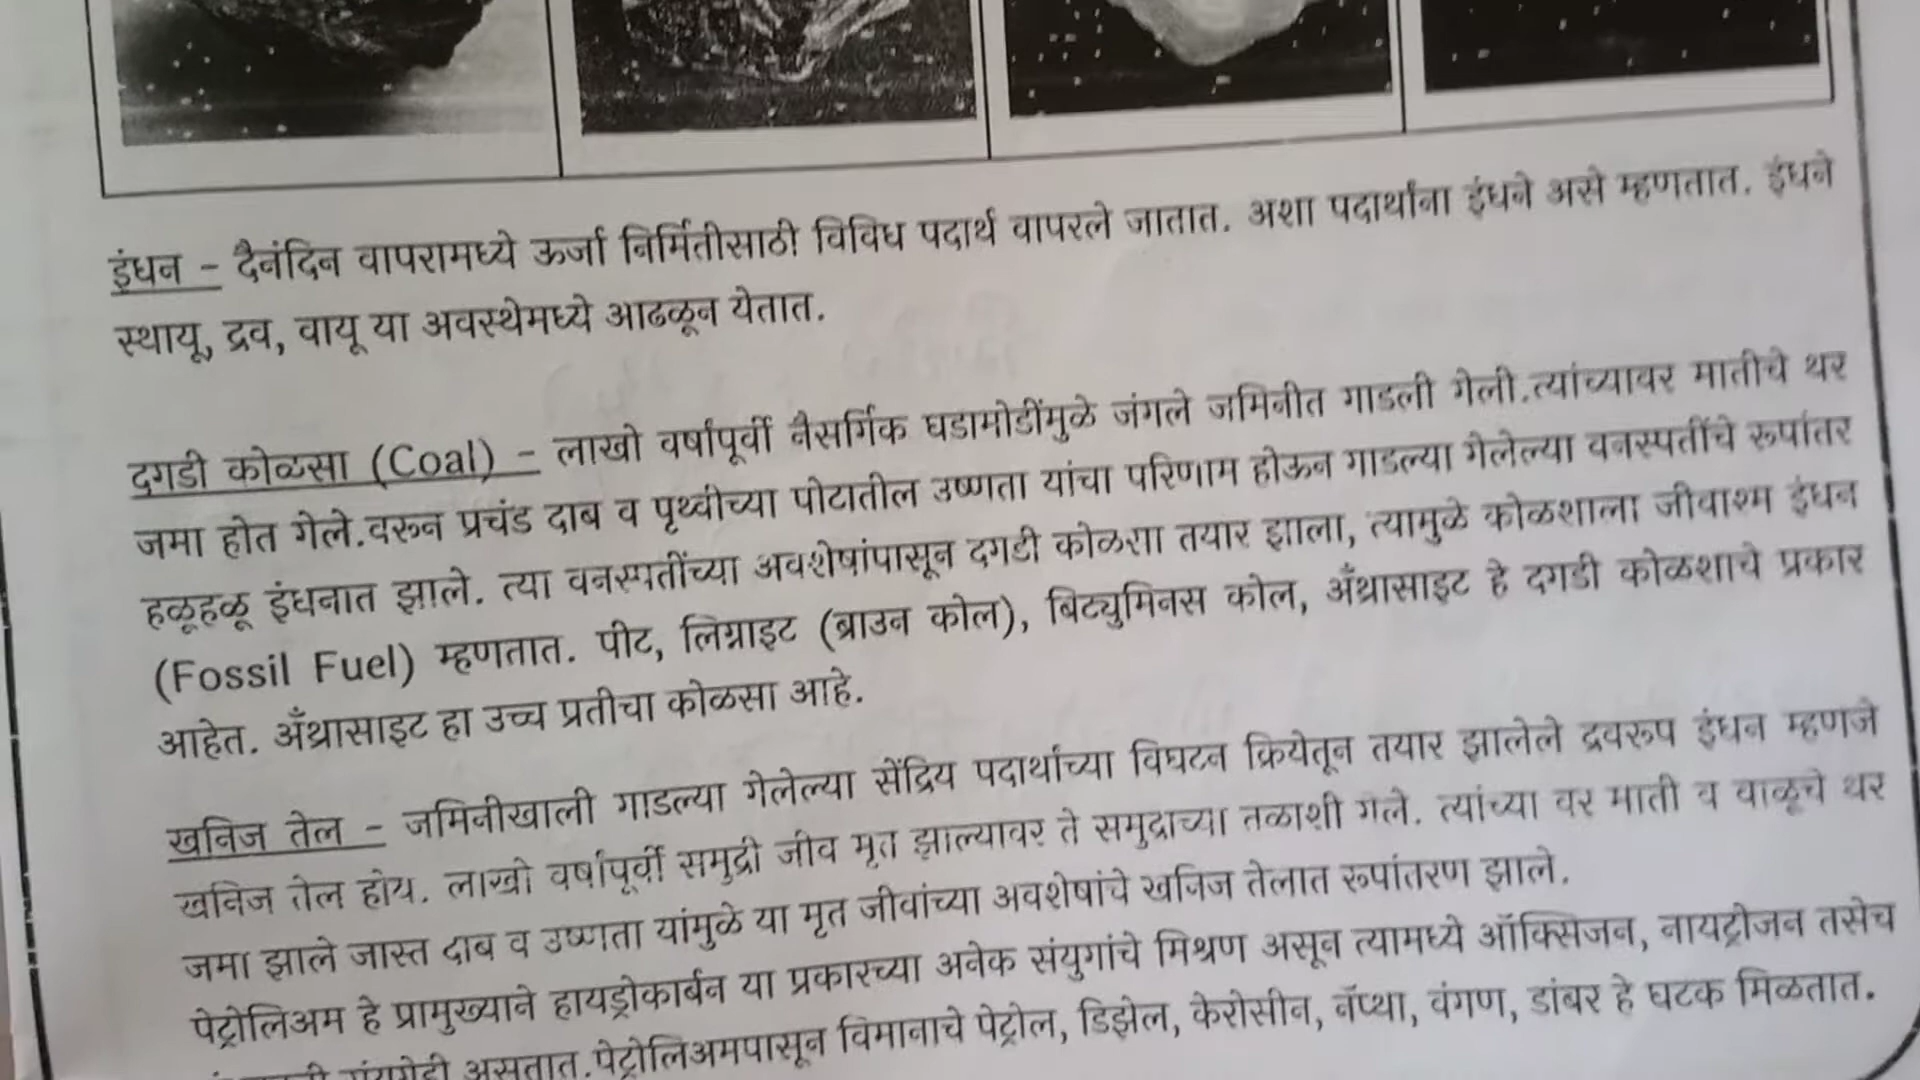 इंधन - दैनंदिन वापरामध्ये ऊर्जा निर्मितीसाठी विविध पदार्थ वापरले जातात. अशा पदार्थांना इंधने असे म्हणतात. इंधने
स्थायू, द्रव, वायू या अवस्थेमध्ये आढळून येतात.
दगडी कोळसा (Coal) - लाखो वर्षांपूर्वी नैसर्गिक घडामोडींमुळे जंगले जमिनीत गाडली गेली.त्यांच्यावर मातीचे थर
जमा होत गेले.वरून प्रचंड दाब व पृथ्वीच्या पोटातील उष्णता यांचा परिणाम होऊन गाडल्या गेलेल्या वनस्पतींचे रूपांतर
हळूहळू इंधनात झाले. त्या वनस्पतींच्या अवशेषांपासून दगडी कोळसा तयार झाला, त्यामुळे कोळशाला जीवाश्म इंधन
(Fossil Fuel) म्हणतात. पीट, लिग्नाइट (ब्राउन कोल), बिट्युमिनस कोल, अँथ्रासाइट हे दगडी कोळशाचे प्रकार
आहेत. अँथ्रासाइट हा उच्च प्रतीचा कोळसा आहे.
खनिज तेल - जमिनीखाली गाडल्या गेलेल्या सेंद्रिय पदार्थांच्या विघटन क्रियेतून तयार झालेले द्रवरूप इंधन म्हणजे
खनिज तेल होय. लाखो वर्षांपूर्वी समुद्री जीव मृत झाल्यावर ते समुद्राच्या तळाशी गेले. त्यांच्या वर माती व वाळूचे थर
जमा झाले जास्त दाब व उष्णता यांमुळे या मृत जीवांच्या अवशेषांचे खनिज तेलात रूपांतरण झाले.
पेट्रोलिअम हे प्रामुख्याने हायड्रोकार्बन या प्रकारच्या अनेक संयुगांचे मिश्रण असून त्यामध्ये ऑक्सिजन, नायट्रोजन तसेच
असतात.पेट्रोलिअमपासून विमानाचे पेट्रोल, डिझेल, केरोसीन, नॅप्था, वंगण, डांबर हे घटक मिळतात.